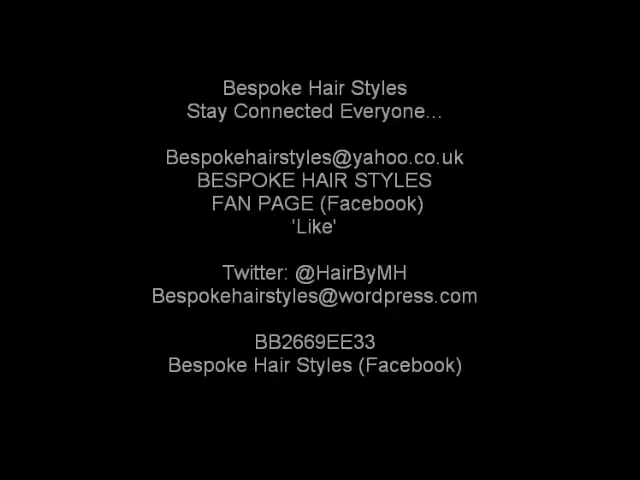 Bespoke Hair Styles
Stay Connected Everyone...
Bespokehairstyles@yahoo.co.uk
BESPOKE HAIR STYLES
FAN PAGE (Facebook)
'Like'
Twitter: @HairByMH
Bespokehairstyles@wordpress.com
BB2669EE33
Bespoke Hair Styles (Facebook)